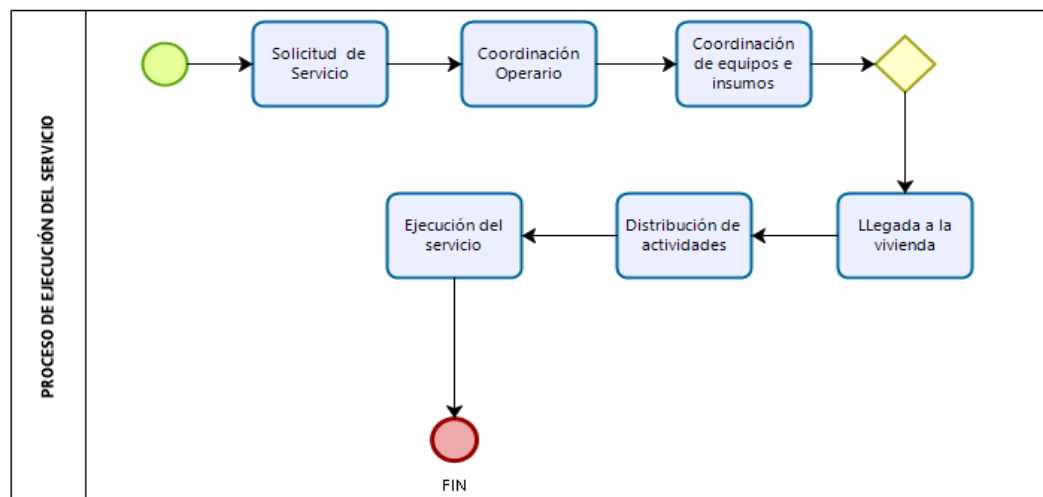 PROCESO DE EJECUCIÓN DEL SERVICIO
Solicitud de
Servicio
Coordinación
Operario
Coordinación
de equipos e
insumos
Ejecución del
servicio
Distribución de
actividades
LLegada a la
vivienda
FIN